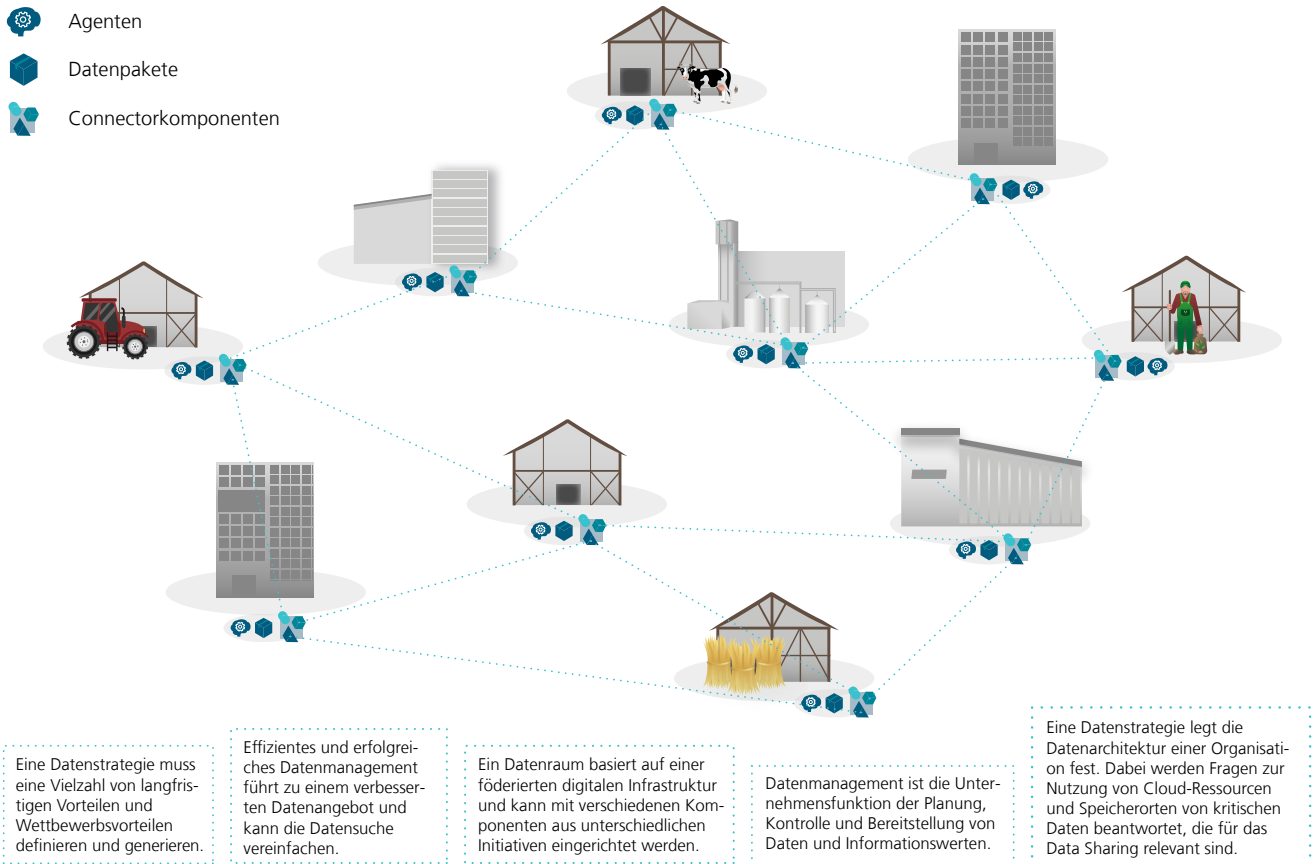 Agenten
Datenpakete
Connectorkomponenten
Eine Datenstrategie muss
eine Vielzahl von langfris-
tigen Vorteilen und
Wettbewerbsvorteilen
definieren und generieren.
Effizientes und erfolgrei-
ches Datenmanagement
führt zu einem verbesser-
ten Datenangebot und
kann die Datensuche
vereinfachen.
Ein Datenraum basiert auf einer
föderierten digitalen Infrastruktur
und kann mit verschiedenen Kom-
ponenten aus unterschiedlichen
Initiativen eingerichtet werden.
Datenmanagement ist die Unter-
nehmensfunktion der Planung,
Kontrolle und Bereitstellung von
Daten und Informationswerten.
Eine Datenstrategie legt die
Datenarchitektur einer Organisati-
on fest. Dabei werden Fragen zur
Nutzung von Cloud-Ressourcen
und Speicherorten von kritischen
Daten beantwortet, die für das
Data Sharing relevant sind.